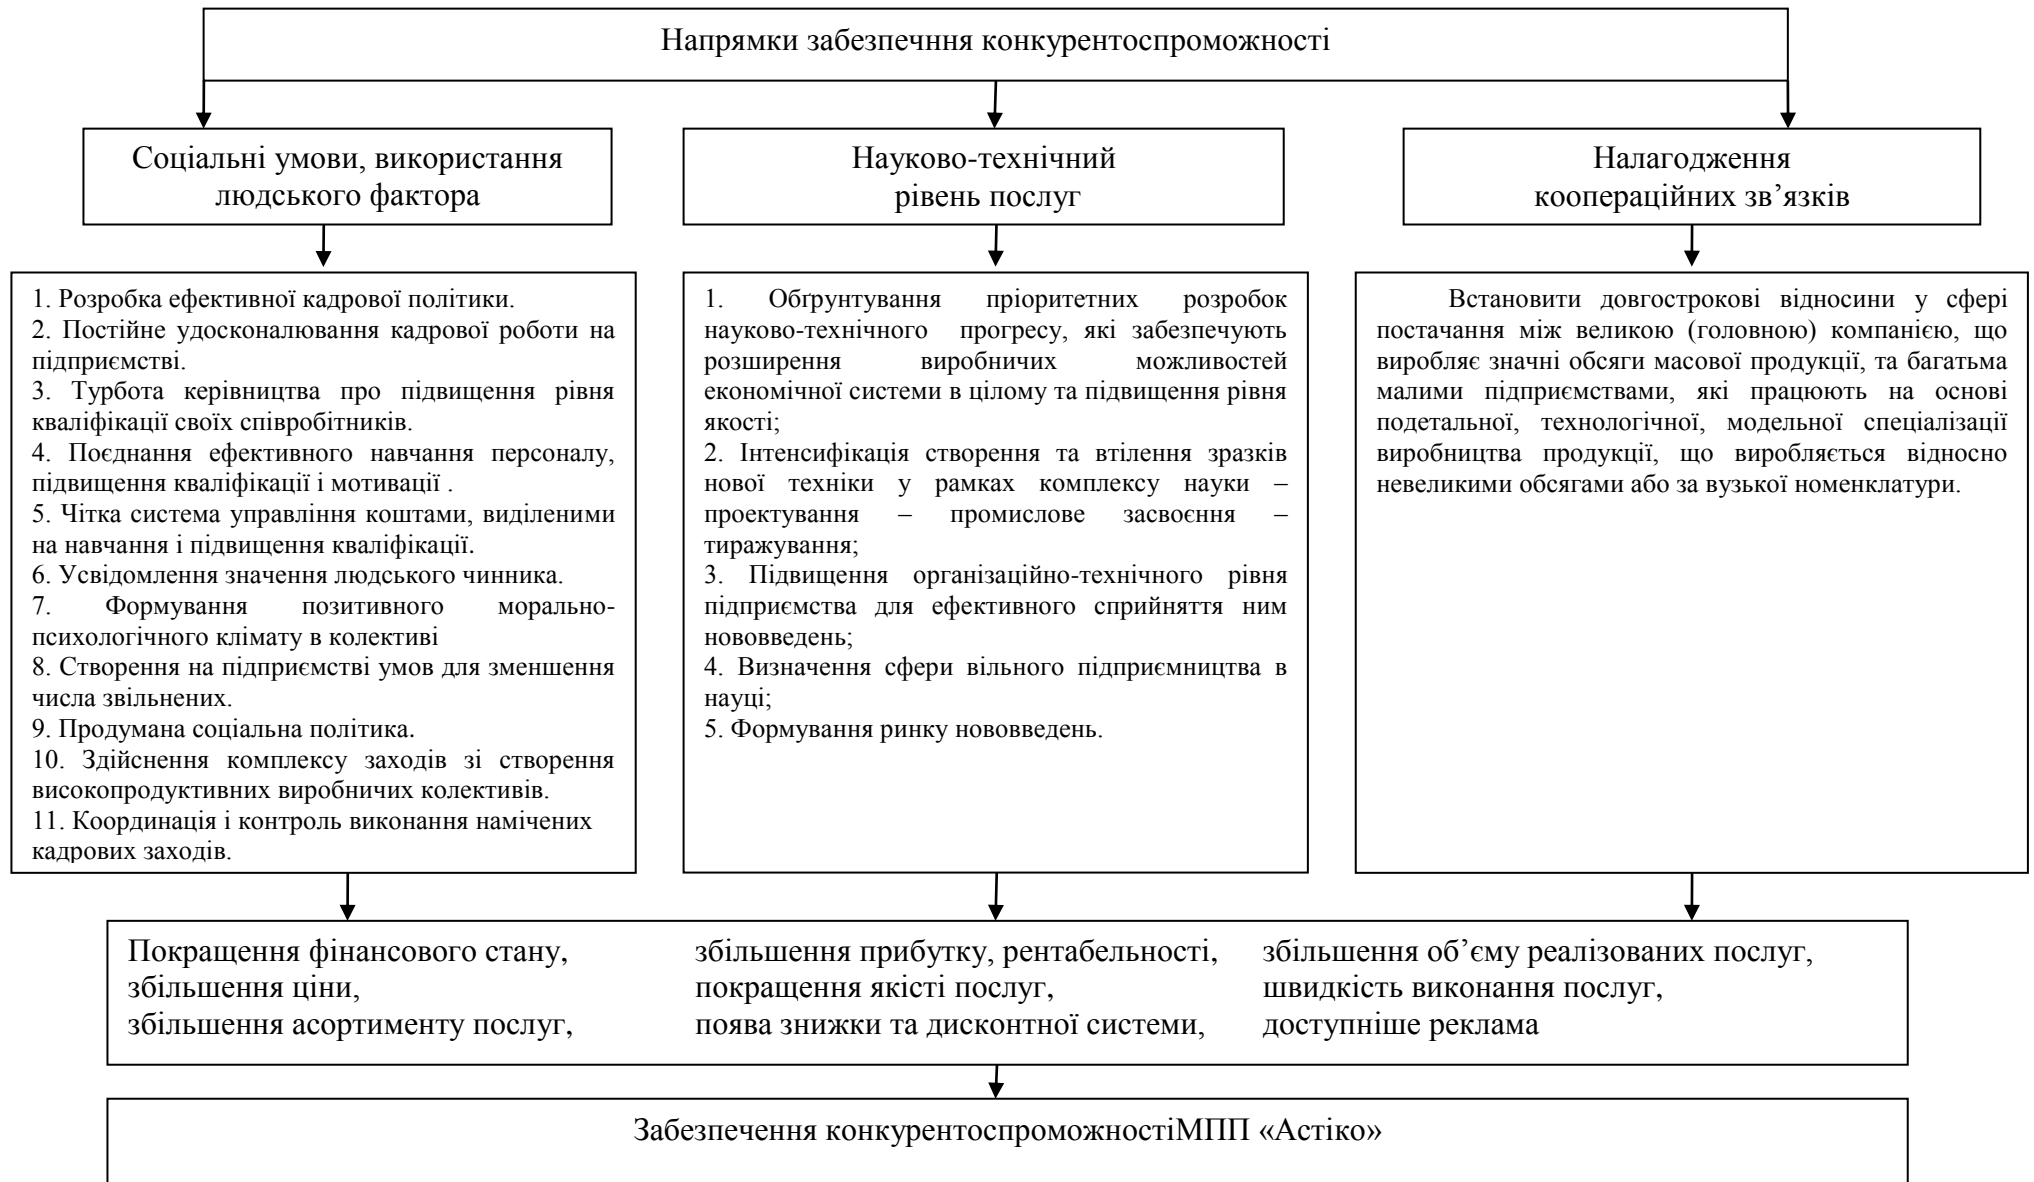 Напрямки забезпечння конкурентоспроможності
Соціальні умови, використання
людського фактора
Науково-технічний
рівень послуг
Налагодження
коопераційних зв’язків
1. Розробка ефективної кадрової політики.
2. Постійне удосконалювання кадрової роботи на
підприємстві.
3. Турбота керівництва про підвищення рівня
кваліфікації своїх співробітників.
4. Поєднання ефективного навчання персоналу,
підвищення кваліфікації і мотивації .
5. Чітка система управління коштами, виділеними
на навчання і підвищення кваліфікації.
6. Усвідомлення значення людського чинника.
7. Формування позитивного морально-
психологічного клімату в колективі
8. Створення на підприємстві умов для зменшення
числа звільнених.
9. Продумана соціальна політика.
10. Здійснення комплексу заходів зі створення
високопродуктивних виробничих колективів.
11. Координація і контроль виконання намічених
кадрових заходів.
1. Обґрунтування пріоритетних розробок
науково-технічного прогресу, які забезпечують
розширення виробничих можливостей
економічної системи в цілому та підвищення рівня
якості;
2. Інтенсифікація створення та втілення зразків
нової техніки у рамках комплексу науки –
проектування – промислове засвоєння –
тиражування;
3. Підвищення організаційно-технічного рівня
підприємства для ефективного сприйняття ним
нововведень;
4. Визначення сфери вільного підприємництва в
науці;
5. Формування ринку нововведень.
Встановити довгострокові відносини у сфері
постачання між великою (головною) компанією, що
виробляє значні обсяги масової продукції, та багатьма
малими підприємствами, які працюють на основі
подетальної, технологічної, модельної спеціалізації
виробництва продукції, що виробляється відносно
невеликими обсягами або за вузької номенклатури.
Покращення фінансового стану, збільшення прибутку, рентабельності, збільшення об’єму реалізованих послуг,
збільшення ціни, покращення якісті послуг, швидкість виконання послуг,
збільшення асортименту послуг, поява знижки та дисконтної системи, доступніше реклама
Забезпечення конкурентоспроможностіМПП «Астіко»